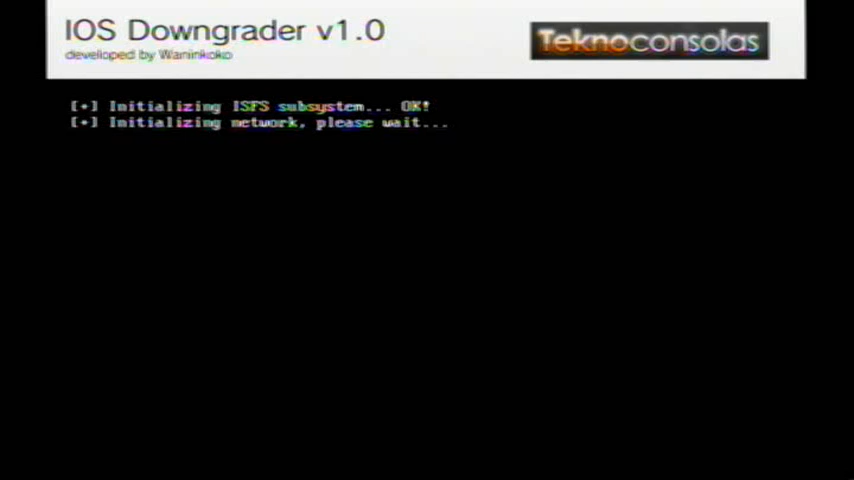 IOS Downgrader v1.0
developed by Waninkoko
Teknoconsolas
[+] Initializing ISFS subsystem... OK!
[+] Initializing network, please wait...